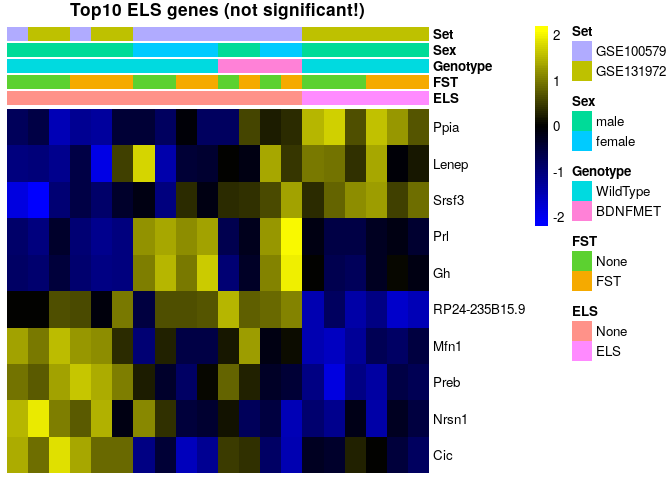 Top10 ELS genes (not significant!)
Set
Sex
Genotype
FST
ELS
Ppia
Lenep
Srsf3
Prl
Gh
RP24-235B15.9
Mfn1
Preb
Nrsn1
Cic
2
1
0
-1
-2
Set
GSE100579
GSE131972
Sex
male
female
Genotype
WildType
BDNFMET
FST
None
FST
ELS
None
ELS